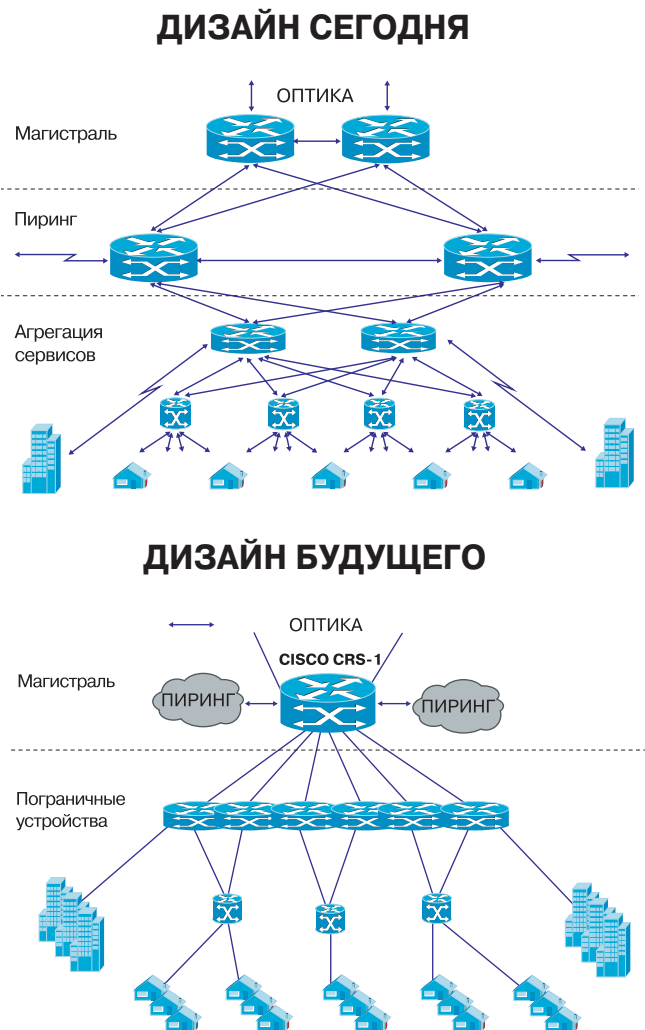 ДИЗАЙН СЕГОДНЯ
ОПТИКА
Магистраль
Пиринг
Агрегация
сервисов
ДИЗАЙН БУДУЩЕГО
ОПТИКА
CISCO CRS-1
Магистраль
ПИРИНГ
ПИРИНГ
Пограничные
устройства